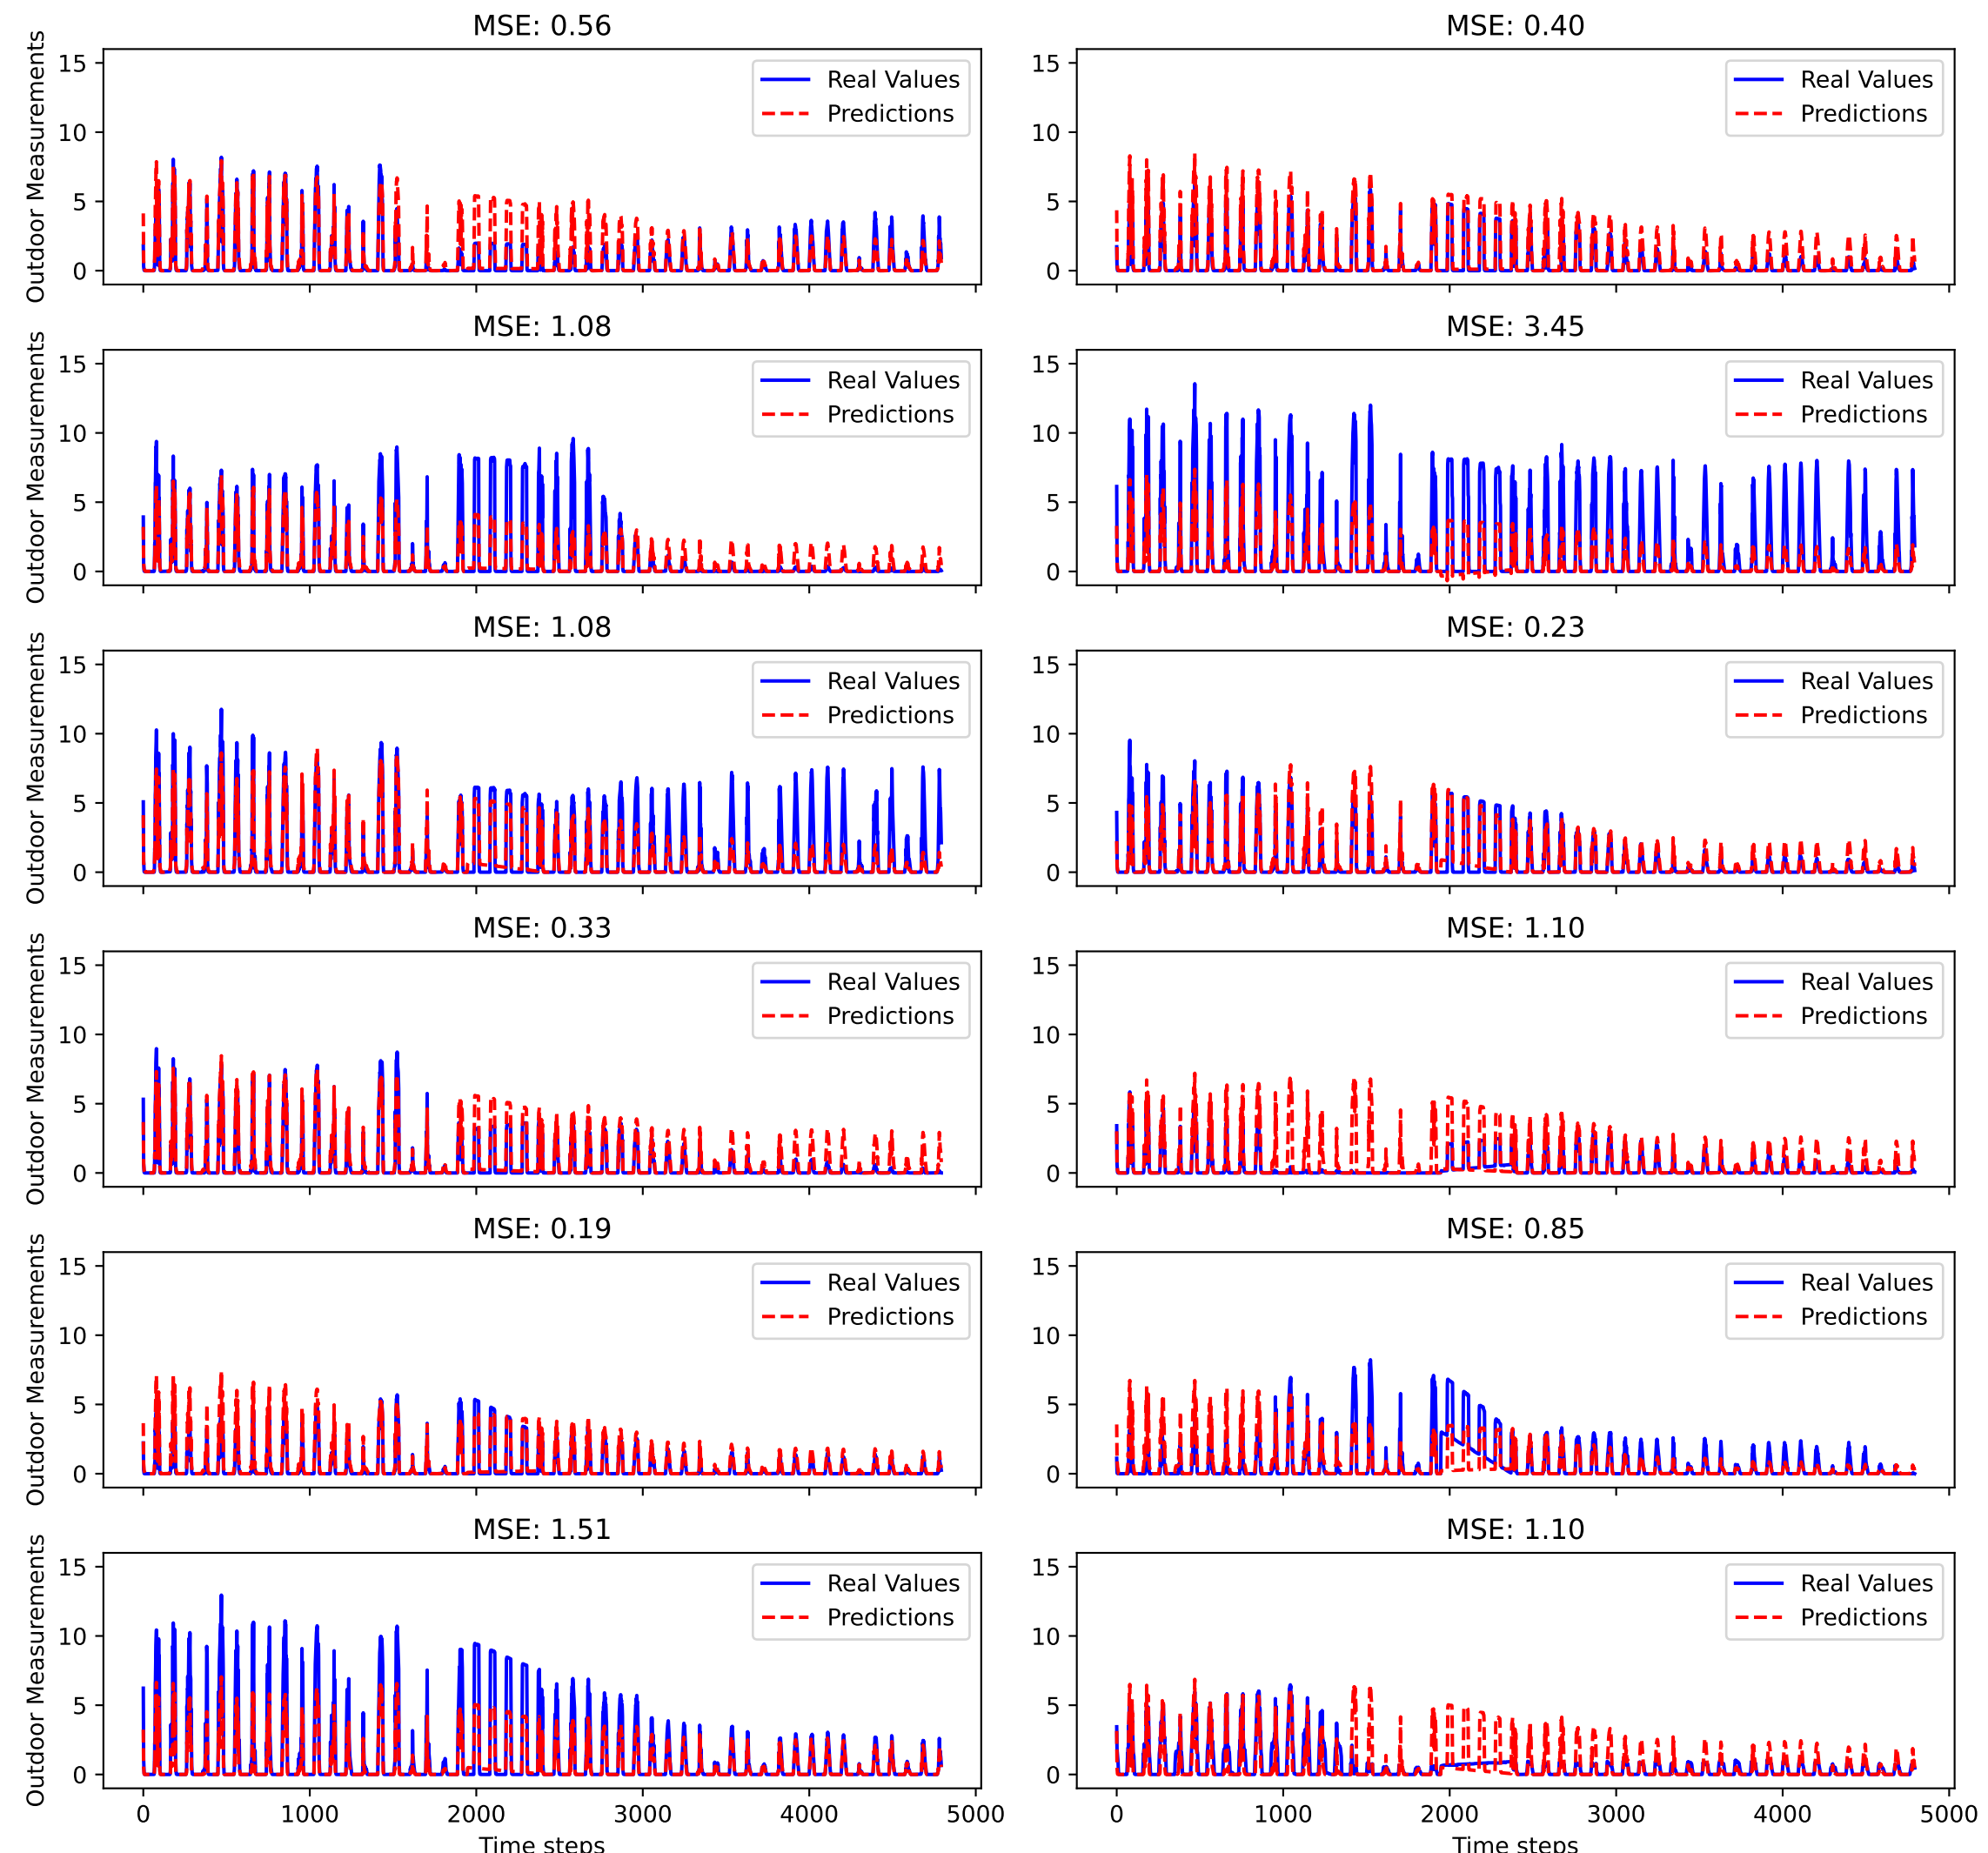 MSE: 0.56
Outdoor Measurements
15
10
5
0
Real Values
Predictions
MSE: 0.40
15
10
5
0
Real Values
Predictions
MSE: 1.08
Outdoor Measurements
15
10
5
0
Real Values
Predictions
MSE: 3.45
15
10
5
0
Real Values
Predictions
MSE: 1.08
Outdoor Measurements
15
10
5
0
Real Values
Predictions
MSE: 0.23
15
10
5
0
Real Values
Predictions
MSE: 0.33
Outdoor Measurements
15
10
5
0
Real Values
Predictions
MSE: 1.10
15
10
5
0
Real Values
Predictions
MSE: 0.19
Outdoor Measurements
15
10
5
0
Real Values
Predictions
MSE: 0.85
15
10
5
0
Real Values
Predictions
MSE: 1.51
Outdoor Measurements
15
10
5
0
Real Values
Predictions
0 1000 2000 3000 4000 5000
Time steps
MSE: 1.10
15
10
5
0
Real Values
Predictions
0 1000 2000 3000 4000 5000
Time steps